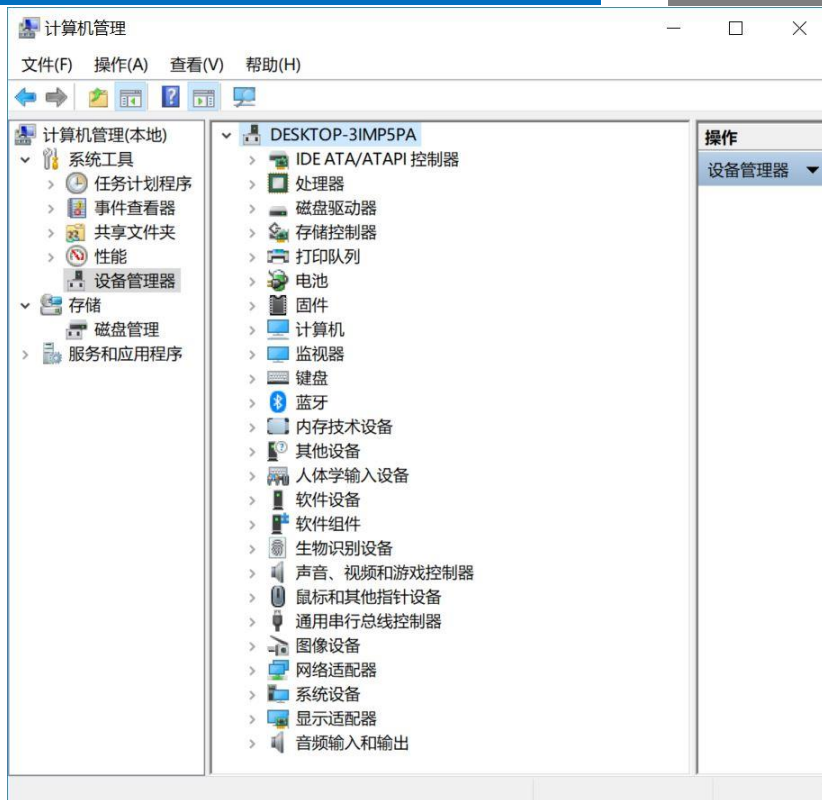 计算机管理
文件(F) 操作(A) 查看(V) 帮助(H)
计算机管理(本地)
系统工具
任务计划程序
事件查看器
共享文件夹
性能
设备管理器
存储
磁盘管理
服务和应用程序
DESKTOP-3IMP5PA
IDE ATA/ATAPI 控制器
处理器
磁盘驱动器
存储控制器
打印队列
电池
固件
计算机
监视器
键盘
蓝牙
内存技术设备
其他设备
人体学输入设备
软件设备
软件组件
生物识别设备
声音、视频和游戏控制器
鼠标和其他指针设备
通用串行总线控制器
图像设备
网络适配器
系统设备
显示适配器
音频输入和输出
操作
设备管理器